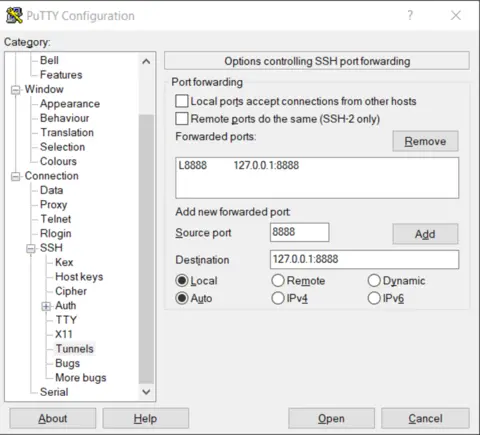 PuTTY Configuration
?
Category:
Bell
Features
Window
Appearance
Behaviour
Translation
Selection
Colours
Connection
Data
Proxy
Telnet
Rlogin
SSH
Kex
Host keys
Cipher
Auth
TTY
X11
Tunnels
Bugs
More bugs
Serial
Options controlling SSH port forwarding
Port forwarding
Local ports accept connections from other hosts
Remote ports do the same (SSH-2 only)
Forwarded ports:
Remove
L8888 127.0.0.1:8888
Add new forwarded port:
Source port 8888 Add
Destination 127.0.0.1:8888
Local Remote Dynamic
Auto IPv4 IPv6
About Help Open Cancel